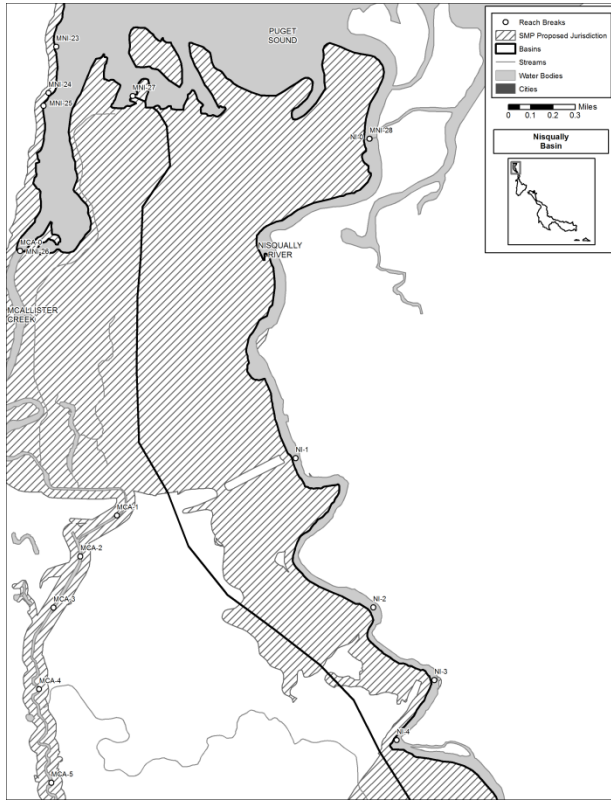 MNI-23
PUGET
SOUND
MNI-24
MNI-25
MNI-27
NI-0
MNI-28
MCA-0
MNI-26
NISQUALLY
RIVER
MCALLISTER
CREEK
NI-1
MCA-1
MCA-2
MCA-3
NI-2
NI-3
MCA-4
NI-4
MCA-5
Reach Breaks
SMP Proposed Jurisdiction
Basins
Streams
Water Bodies
Cities
Miles
0 0.1 0.2 0.3
Nisqually
Basin